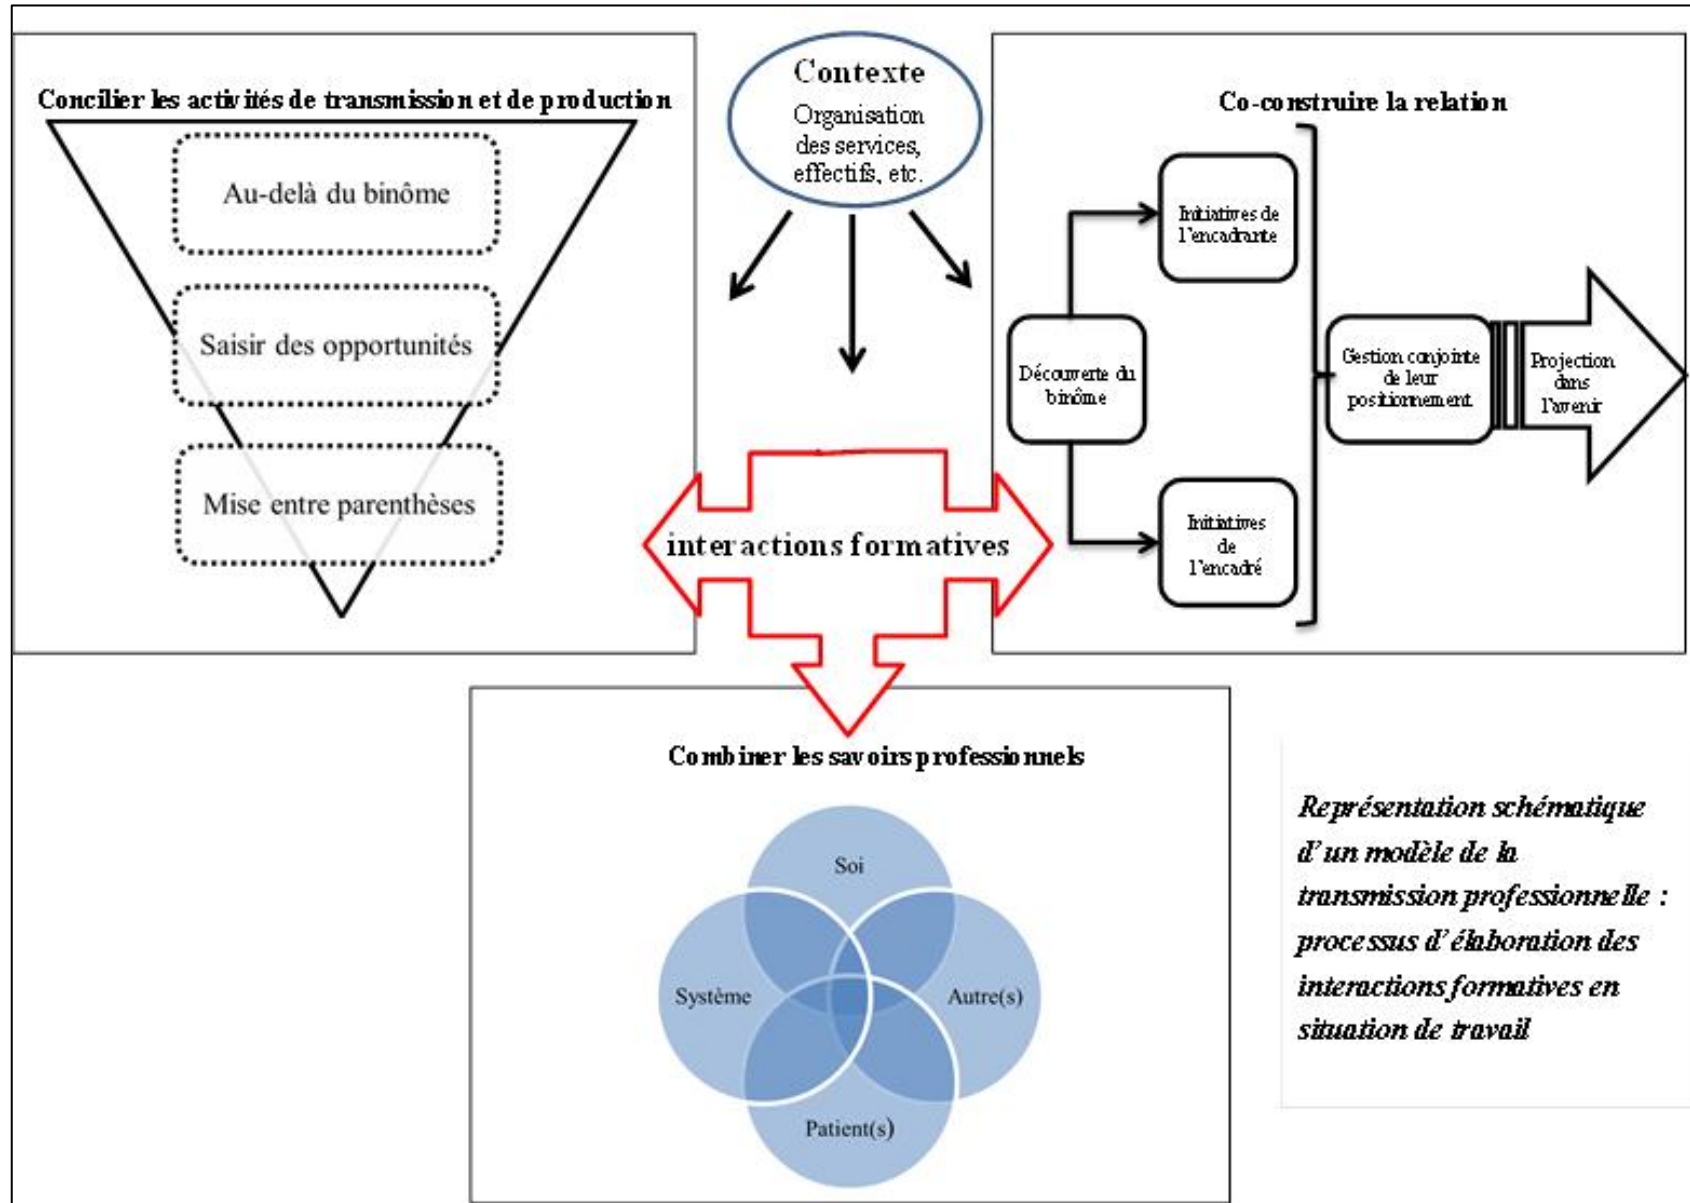 Concilier les activités de transmission et de production
Au-delà du binôme
Saisir des opportunités
Mise entre parenthèses
Contexte
Organisation
des services,
effectifs, etc.
Co-construire la relation
Initiatives de
l'encadrante
Découverte du
binôme
Gestion conjointe
de leur
positionnement
Projection
dans
l'avenir
Initiatives
de
l'encadré
interactions formatives
Combiner les savoirs professionnels
Soi
Système
Autre(s)
Patient(s)
Représentation schématique
d'un modèle de la
transmission professionnelle :
processus d'élaboration des
interactions formatives en
situation de travail